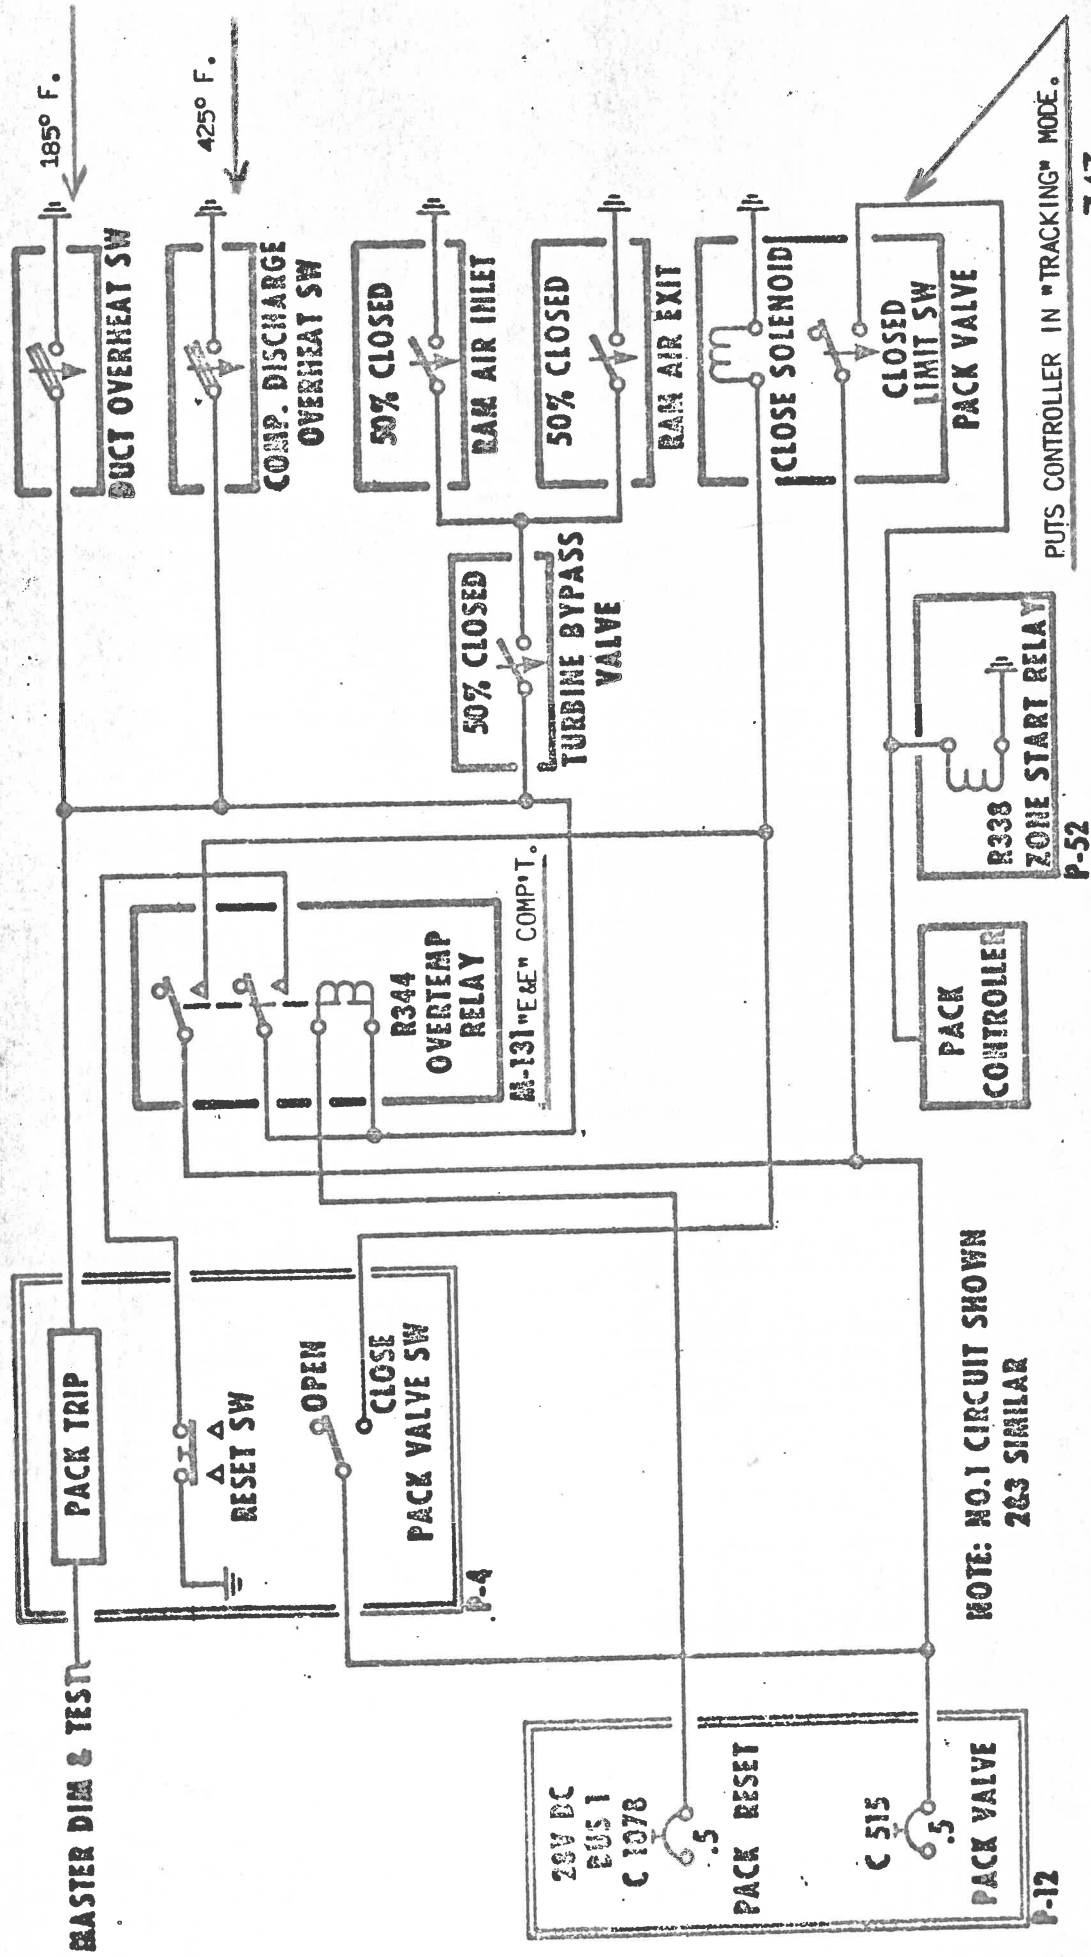 MASTER DIM & TEST
PACK TRIP
RESET SW
OPEN
CLOSE
PACK VALVE SW
P-4
28V DC
BUS 1
C 1078
.5
PACK RESET
C 515
.5
PACK VALVE
P-12
NOTE: NO.1 CIRCUIT SHOWN
2&3 SIMILAR
R344
OVERTEMP
RELAY
M-131 "E&E" COMP'T.
PACK
CONTROLLER
R338
ZONE START RELAY
P-52
50% CLOSED
TURBINE BYPASS
VALVE
185° F.
DUCT OVERHEAT SW
425° F.
COMP. DISCHARGE
OVERHEAT SW
50% CLOSED
RAM AIR INLET
50% CLOSED
RAM AIR EXIT
CLOSE SOLENOID
CLOSED
LIMIT SW
PACK VALVE
PUTS CONTROLLER IN "TRACKING" MODE.